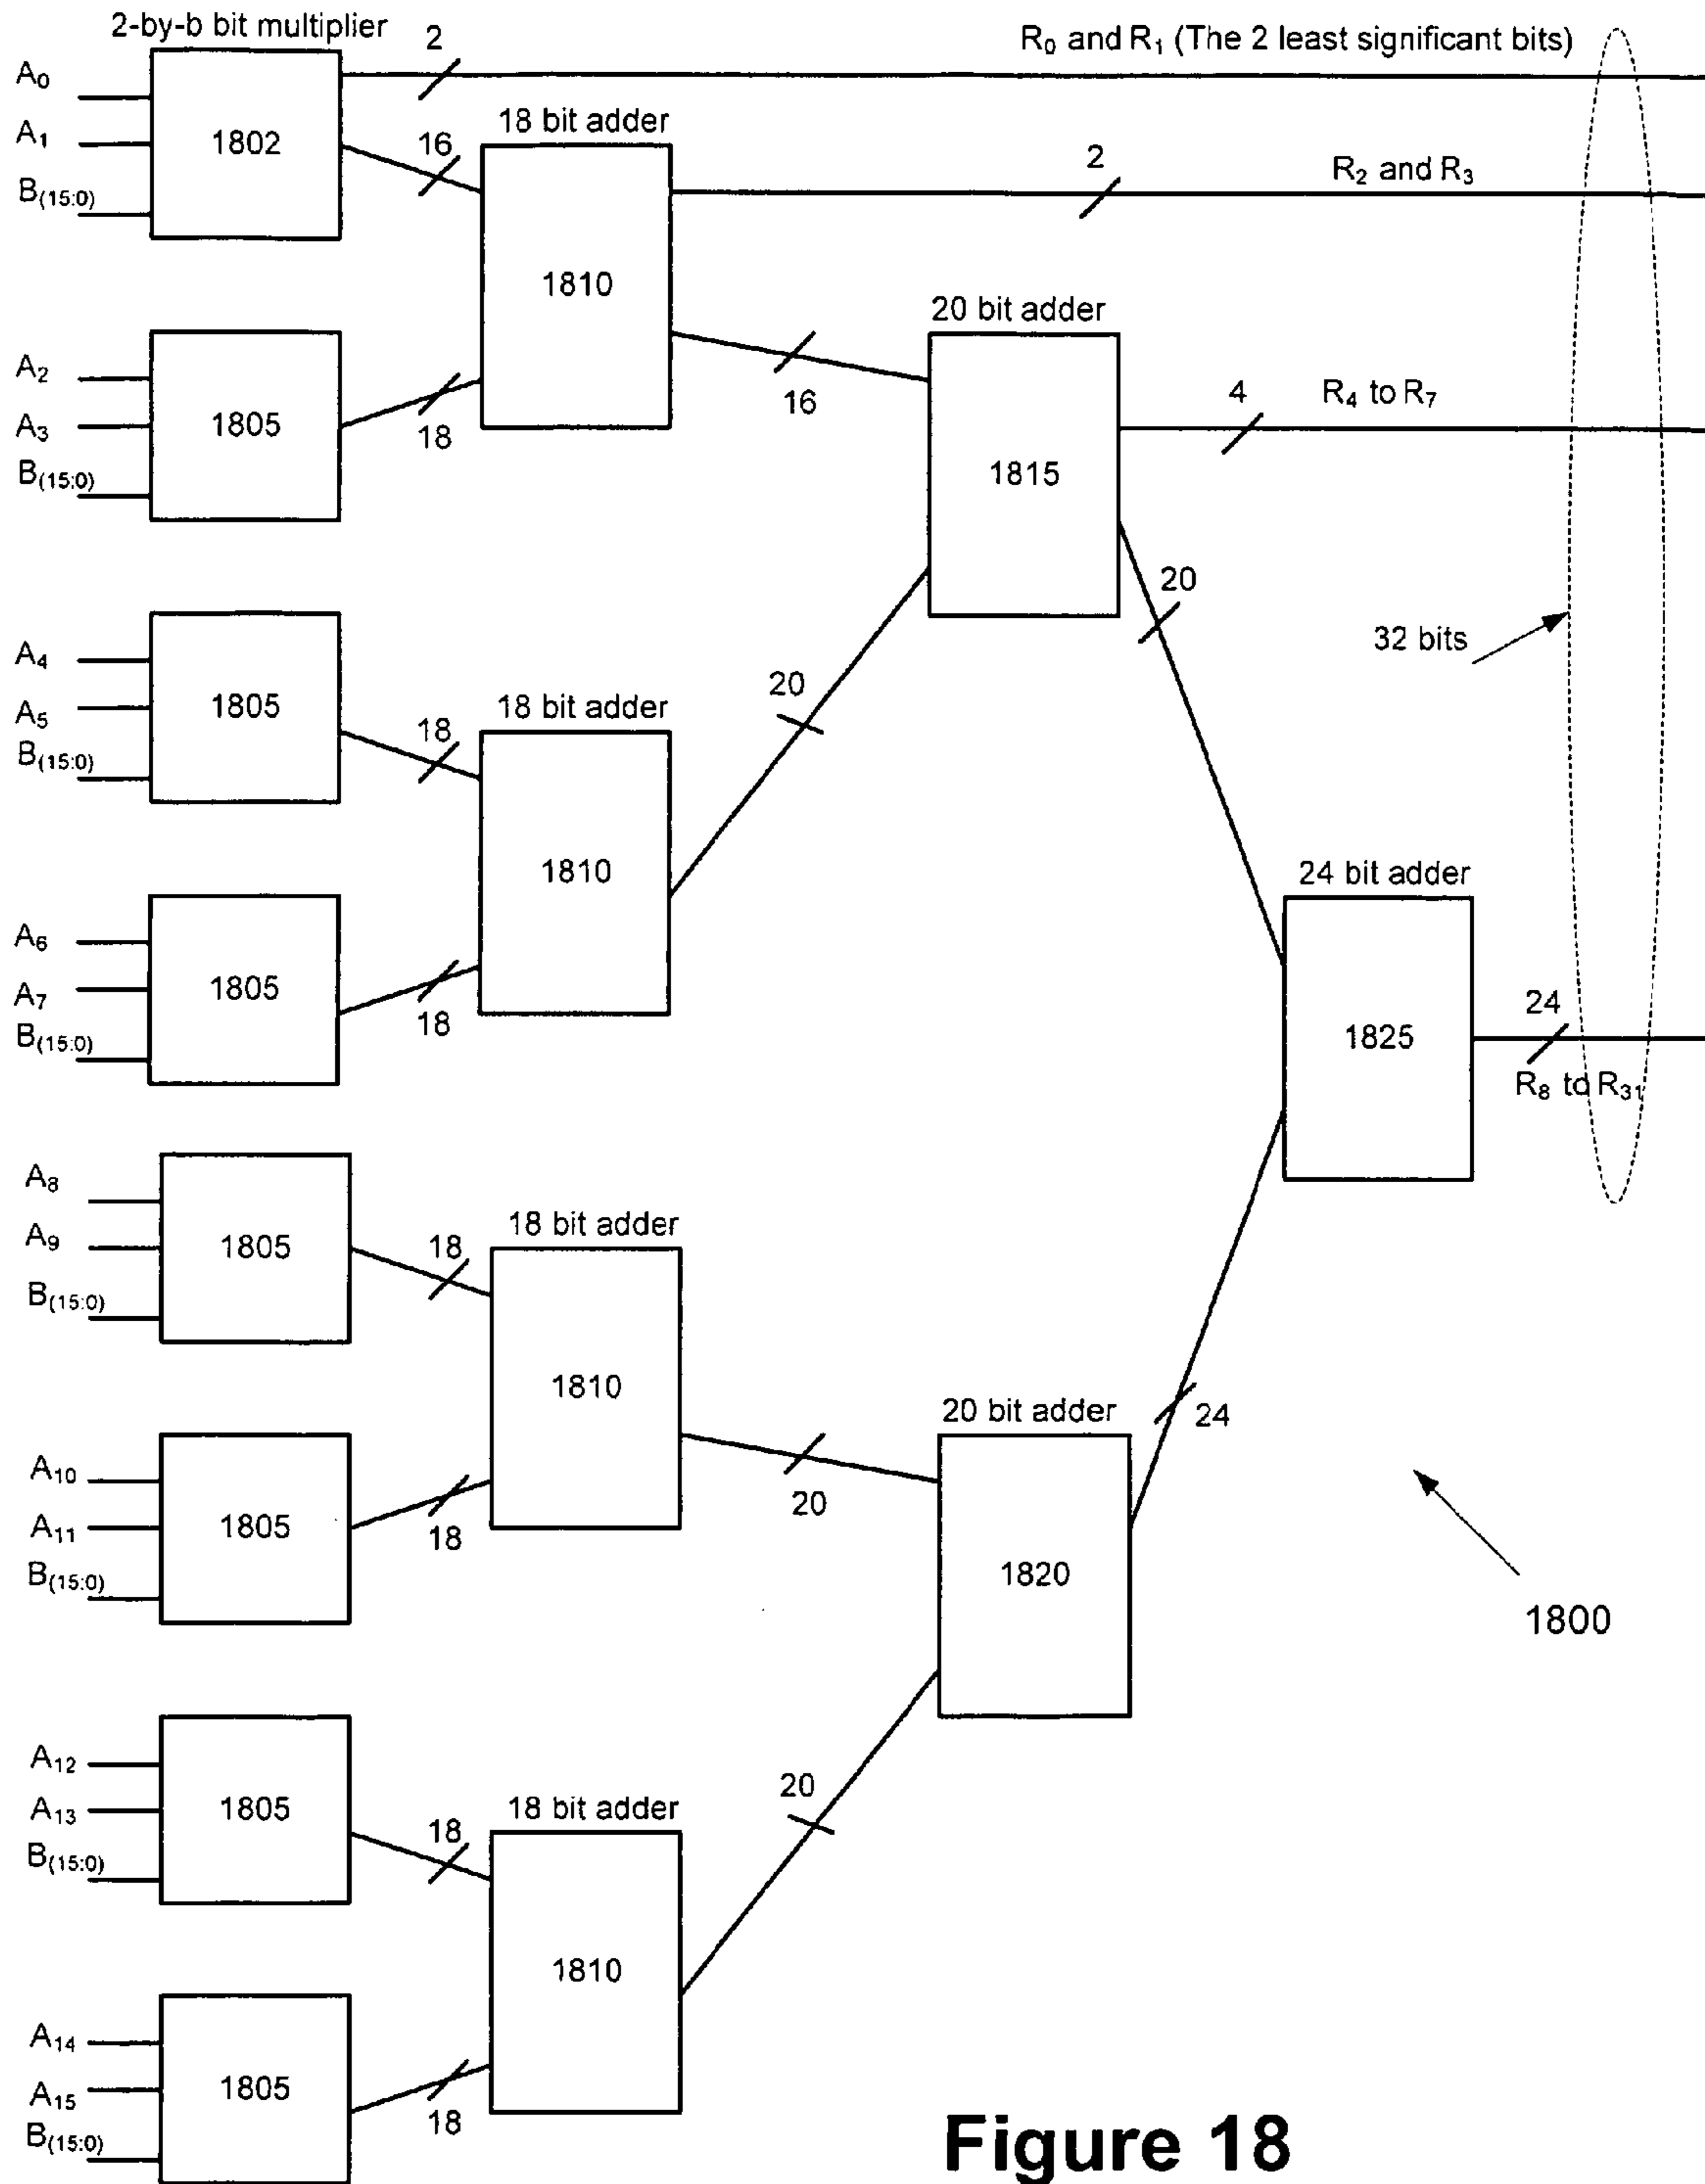 2-by-b bit multiplier
2
R₀ and R₁ (The 2 least significant bits)
A₀
A₁
B₍₁₅:₀₎
1802
16
18 bit adder
1810
2
R₂ and R₃
A₂
A₃
B₍₁₅:₀₎
1805
18
16
20 bit adder
1815
4
R₄ to R₇
20
32 bits
A₄
A₅
B₍₁₅:₀₎
1805
18
18 bit adder
1810
20
A₆
A₇
B₍₁₅:₀₎
1805
18
24 bit adder
1825
24
R₈ to R₃₁
A₈
A₉
B₍₁₅:₀₎
1805
18
18 bit adder
1810
20
20 bit adder
1820
24
1800
A₁₀
A₁₁
B₍₁₅:₀₎
1805
18
A₁₂
A₁₃
B₍₁₅:₀₎
1805
18
18 bit adder
1810
20
A₁₄
A₁₅
B₍₁₅:₀₎
1805
18
Figure 18